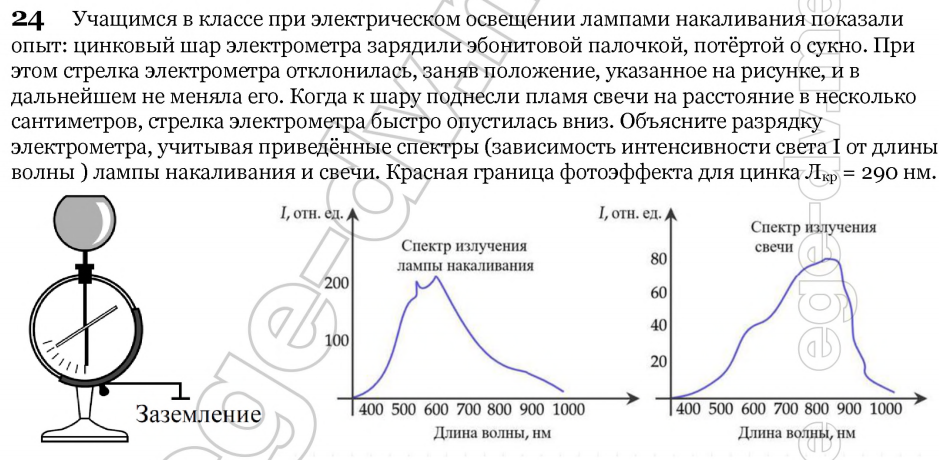 24 Учащимся в классе при электрическом освещении лампами накаливания показали
опыт: цинковый шар электрометра зарядили эбонитовой палочкой, потёртой о сукно. При
этом стрелка электрометра отклонилась, заняв положение, указанное на рисунке, и в
дальнейшем не меняла его. Когда к шару поднесли пламя свечи на расстояние в несколько
сантиметров, стрелка электрометра быстро опустилась вниз. Объясните разрядку
электрометра, учитывая приведённые спектры (зависимость интенсивности света I от длины
волны ) лампы накаливания и свечи. Красная граница фотоэффекта для цинка Лкр = 290 нм.
Заземление
I, отн. ед.
Спектр излучения
лампы накаливания
200
100
400 500 600 700 800 900 1000
Длина волны, нм
I, отн. ед.
Спектр излучения
свечи
80
60
40
20
400 500 600 700 800 900 1000
Длина волны, нм